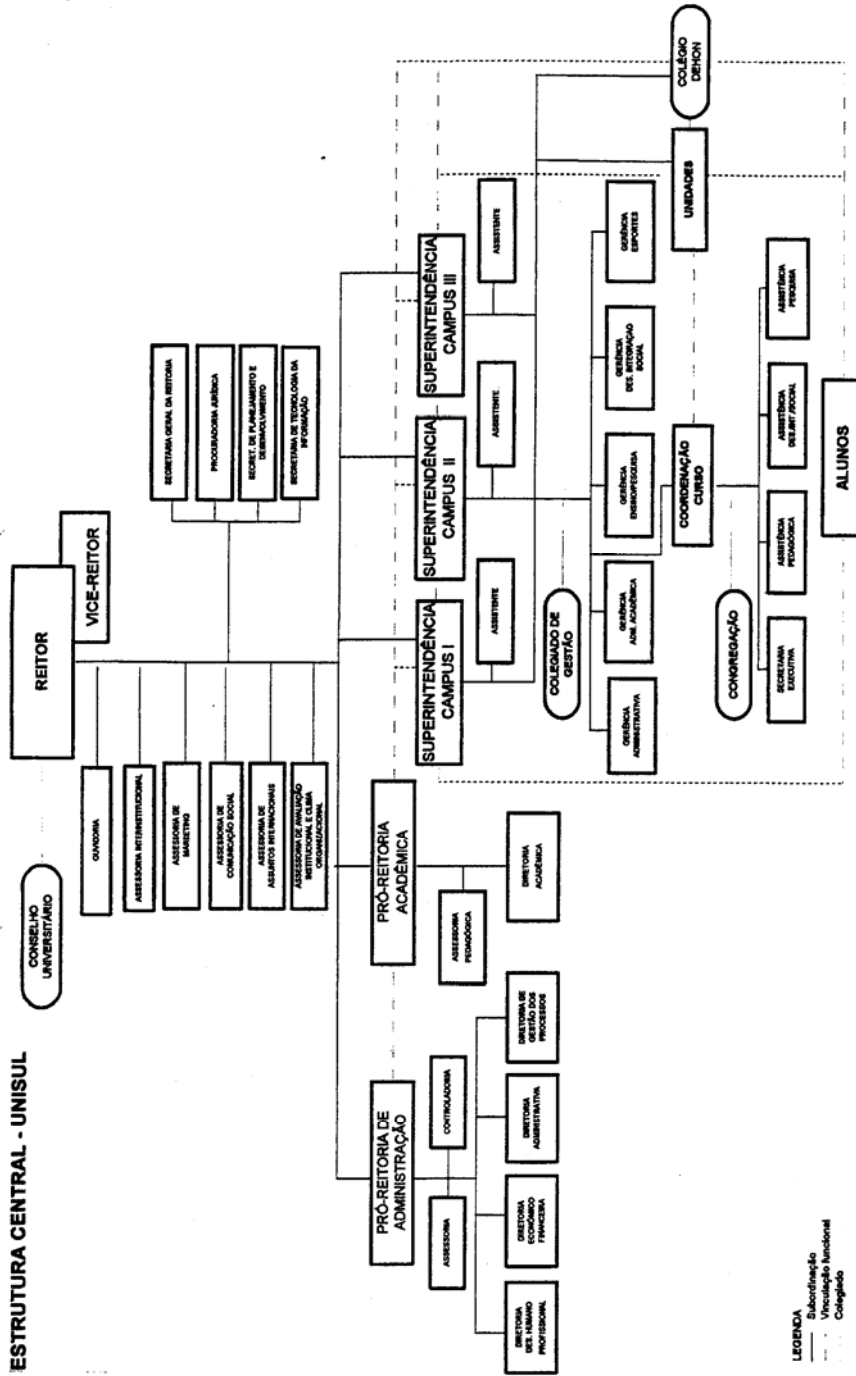 ESTRUTURA CENTRAL - UNISUL
CONSELHO
UNIVERSITÁRIO
REITOR
VICE-REITOR
OUVIDORIA
ASSESSORIA INTERINSTITUCIONAL
ASSESSORIA DE
MARKETING
ASSESSORIA DE
COMUNICAÇÃO SOCIAL
ASSESSORIA DE
ASSUNTOS INTERNACIONAIS
ASSESSORIA DE AVALIAÇÃO
INSTITUCIONAL E CLIMA
ORGANIZACIONAL
SECRETARIA GERAL DA REITORIA
PROCURADORIA JURÍDICA
SECRET. DE PLANEJAMENTO E
DESENVOLVIMENTO
SECRETARIA DE TECNOLOGIA DA
INFORMAÇÃO
PRÓ-REITORIA DE
ADMINISTRAÇÃO
PRÓ-REITORIA
ACADÊMICA
SUPERINTENDÊNCIA
CAMPUS I
SUPERINTENDÊNCIA
CAMPUS II
SUPERINTENDÊNCIA
CAMPUS III
ASSESSORIA
CONTROLADORIA
ASSESSORIA
PEDAGÓGICA
ASSISTENTE
ASSISTENTE
ASSISTENTE
DIRETORIA
DES. HUMANO
PROFISSIONAL
DIRETORIA
ECONÔMICO
FINANCEIRA
DIRETORIA
ADMINISTRATIVA
DIRETORIA DE
GESTÃO DOS
PROCESSOS
DIRETORIA
ACADÊMICA
COLEGIADO DE
GESTÃO
GERÊNCIA
ADMINISTRATIVA
GERÊNCIA
ADM. ACADÊMICA
GERÊNCIA
ENSINO/PESQUISA
GERÊNCIA
DES. INTEGRAÇÃO
SOCIAL
GERÊNCIA
ESPORTES
COORDENAÇÃO
CURSO
UNIDADES
COLÉGIO
DEHON
CONGREGAÇÃO
SECRETARIA
EXECUTIVA
ASSISTÊNCIA
PEDAGÓGICA
ASSISTÊNCIA
DES.INT./SOCIAL
ASSISTÊNCIA
PESQUISA
ALUNOS
LEGENDA
Subordinação
Vinculação funcional
Colegiado